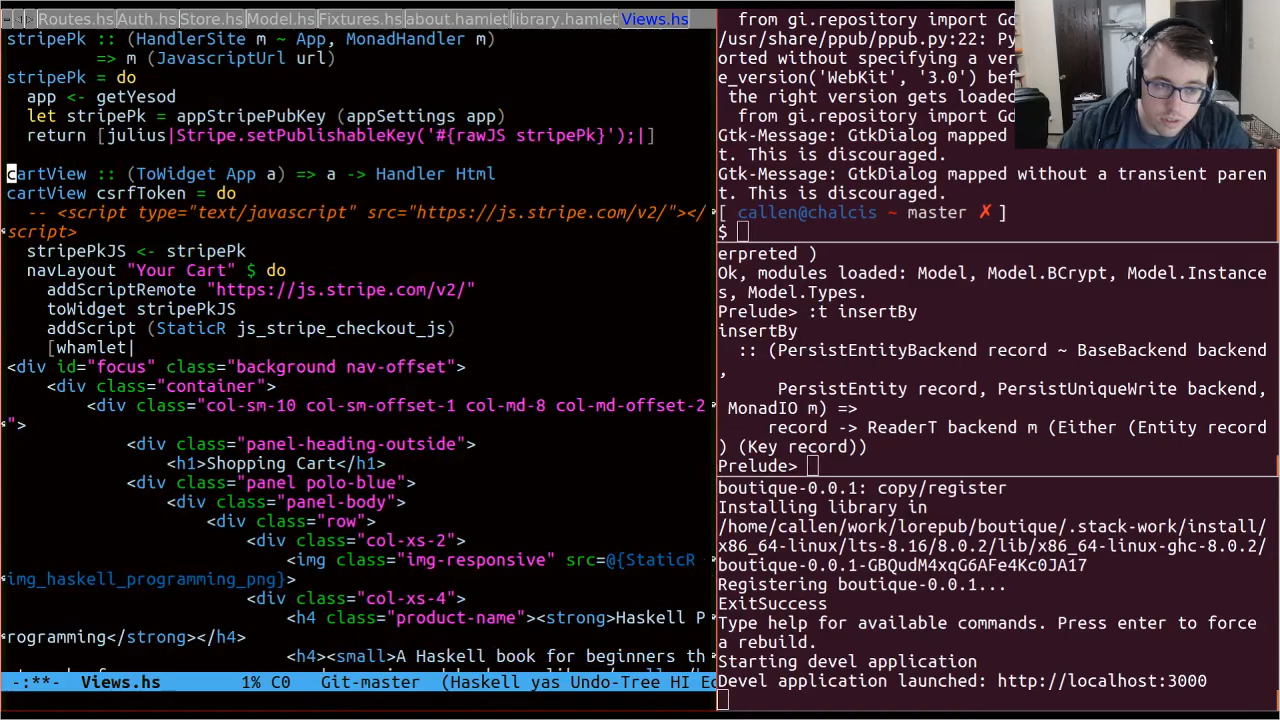 Routes.hs Auth.hs Store.hs Model.hs Fixtures.hs about.hamlet library.hamlet Views.hs
stripePk :: (HandlerSite m ~ App, MonadHandler m)
=> m (JavascriptUrl url)
stripePk = do
app <- getYesod
let stripePk = appStripePubKey (appSettings app)
return [julius|Stripe.setPublishableKey('#{rawJS stripePk}');|]
cartView :: (ToWidget App a) => a -> Handler Html
cartView csrfToken = do
-- <script type="text/javascript" src="https://js.stripe.com/v2/"></
script>
stripePkJS <- stripePk
navLayout "Your Cart" $ do
addScriptRemote "https://js.stripe.com/v2/"
toWidget stripePkJS
addScript (StaticR js_stripe_checkout_js)
[whamlet|
<div id="focus" class="background nav-offset">
<div class="container">
<div class="col-sm-10 col-sm-offset-1 col-md-8 col-md-offset-2
">
<div class="panel-heading-outside">
<h1>Shopping Cart</h1>
<div class="panel polo-blue">
<div class="panel-body">
<div class="row">
<div class="col-xs-2">
<img class="img-responsive" src=@{StaticR
img_haskell_programming_png}>
<div class="col-xs-4">
<h4 class="product-name"><strong>Haskell P
rogramming</strong></h4>
<h4><small>A Haskell book for beginners th
-:**- Views.hs 1% C0 Git-master (Haskell yas Undo-Tree HI
from gi.repository import
/usr/share/ppub/ppub.py:22:
orted without specifying a
e_version('WebKit', '3.0')
the right version gets
from gi.repository import
Gtk-Message: GtkDialog mapped
t. This is discouraged.
Gtk-Message: GtkDialog mapped without a transient paren
t. This is discouraged.
[ callen@chalcis ~ master ✗ ]
$
erpreted )
Ok, modules loaded: Model, Model.BCrypt, Model.Instance
s, Model.Types.
Prelude> :t insertBy
insertBy
:: (PersistEntityBackend record ~ BaseBackend backend
,
PersistEntity record, PersistUniqueWrite backend,
MonadIO m) =>
record -> ReaderT backend m (Either (Entity record
) (Key record))
Prelude>
boutique-0.0.1: copy/register
Installing library in
/home/callen/work/lorepub/boutique/.stack-work/install/
x86_64-linux/lts-8.16/8.0.2/lib/x86_64-linux-ghc-8.0.2/
boutique-0.0.1-GBQudM4xqG6AFe4Kc0JA17
Registering boutique-0.0.1...
ExitSuccess
Type help for available commands. Press enter to force
a rebuild.
Starting devel application
Devel application launched: http://localhost:3000